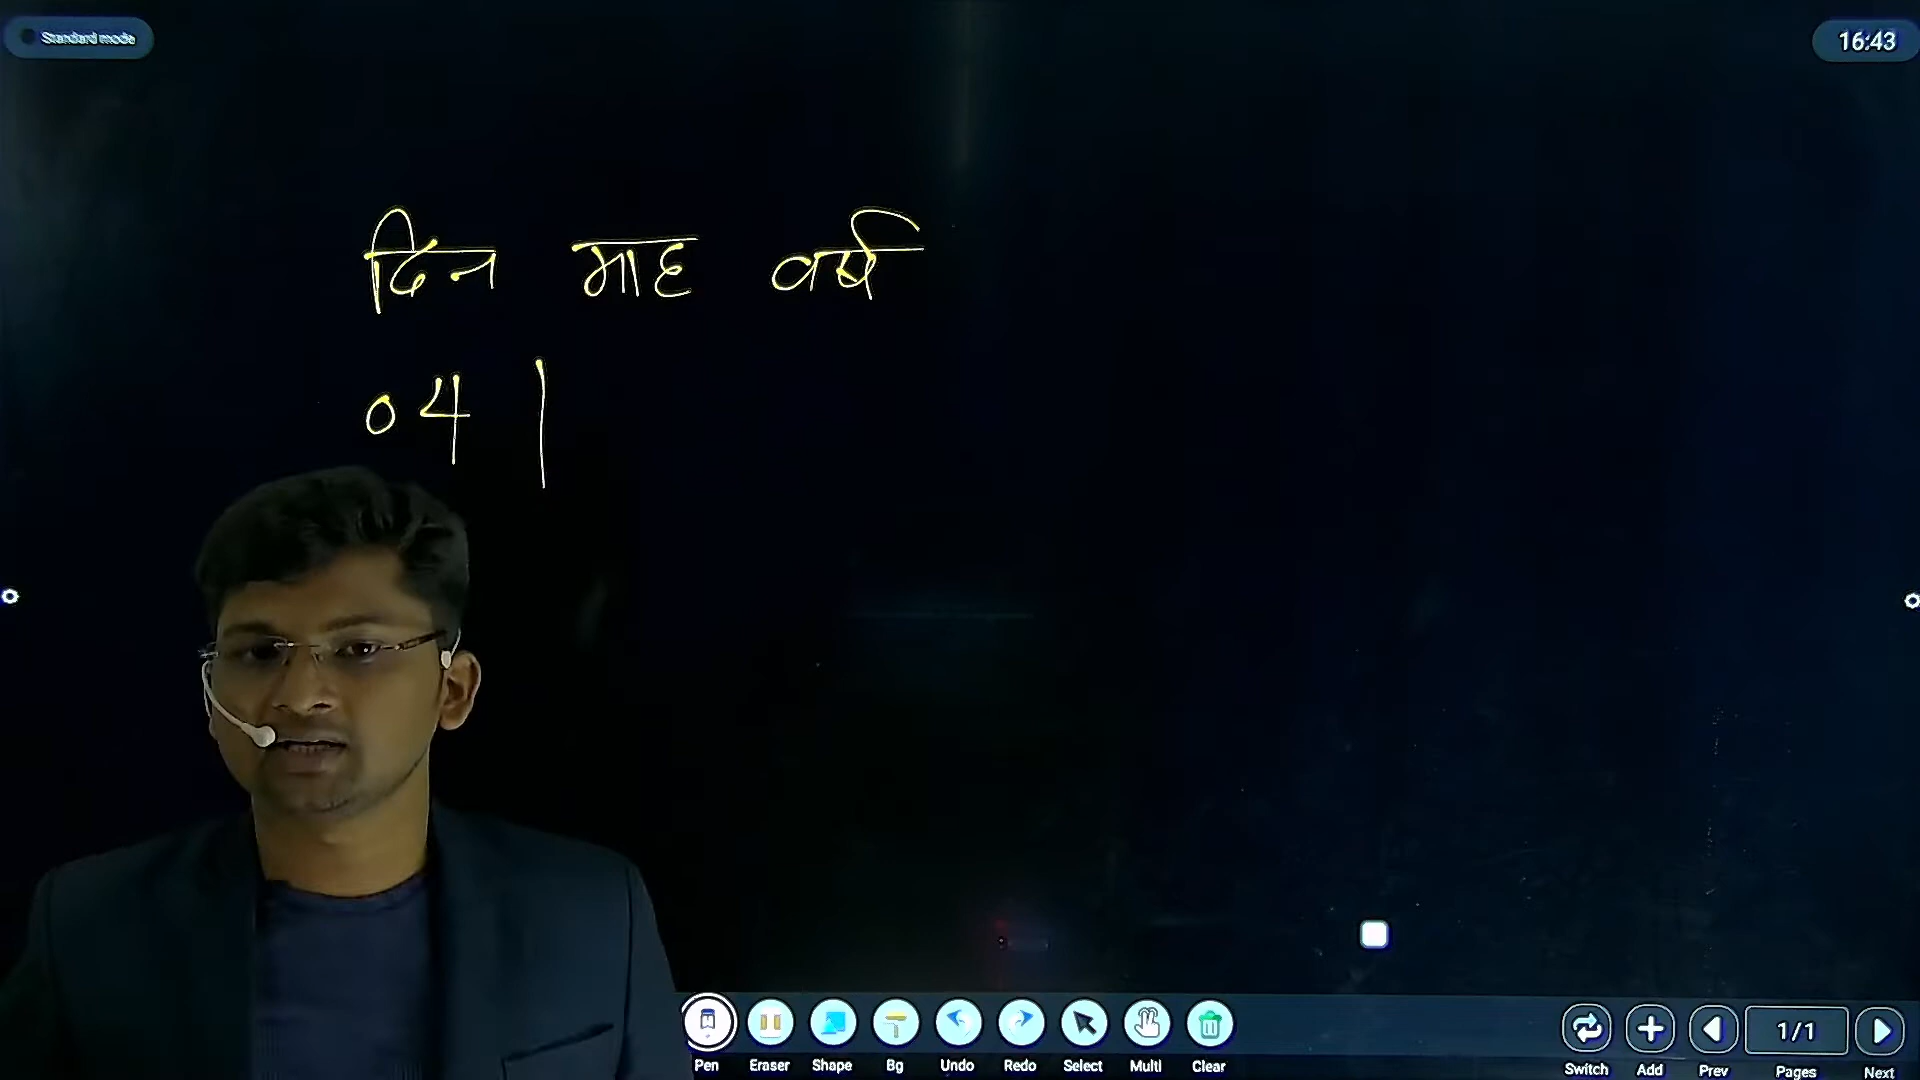 Standard mode
16:43
दिन माह वर्ष
04 |
Pen Eraser Shape Bg Undo Redo Select Multi Clear
1/1
Switch Add Prev Pages Next